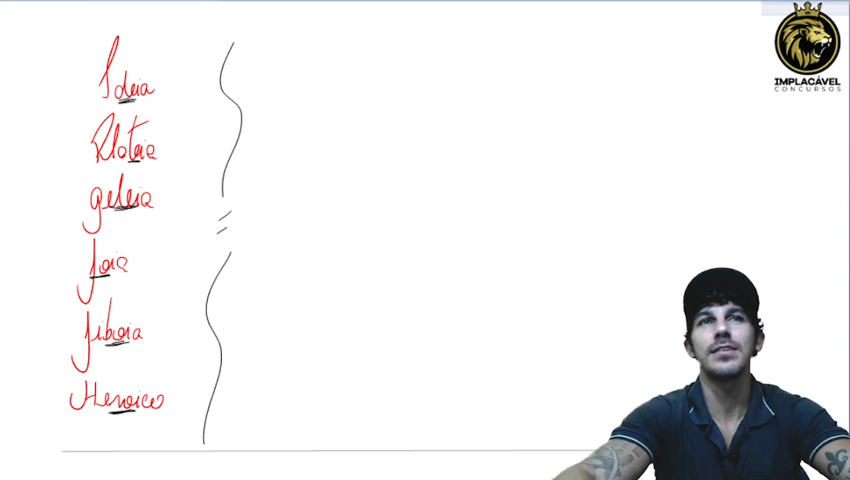 Ideia
Plateia
geleia
Joia
Jiboia
Heroico
IMPLACÁVEL
CONCURSOS